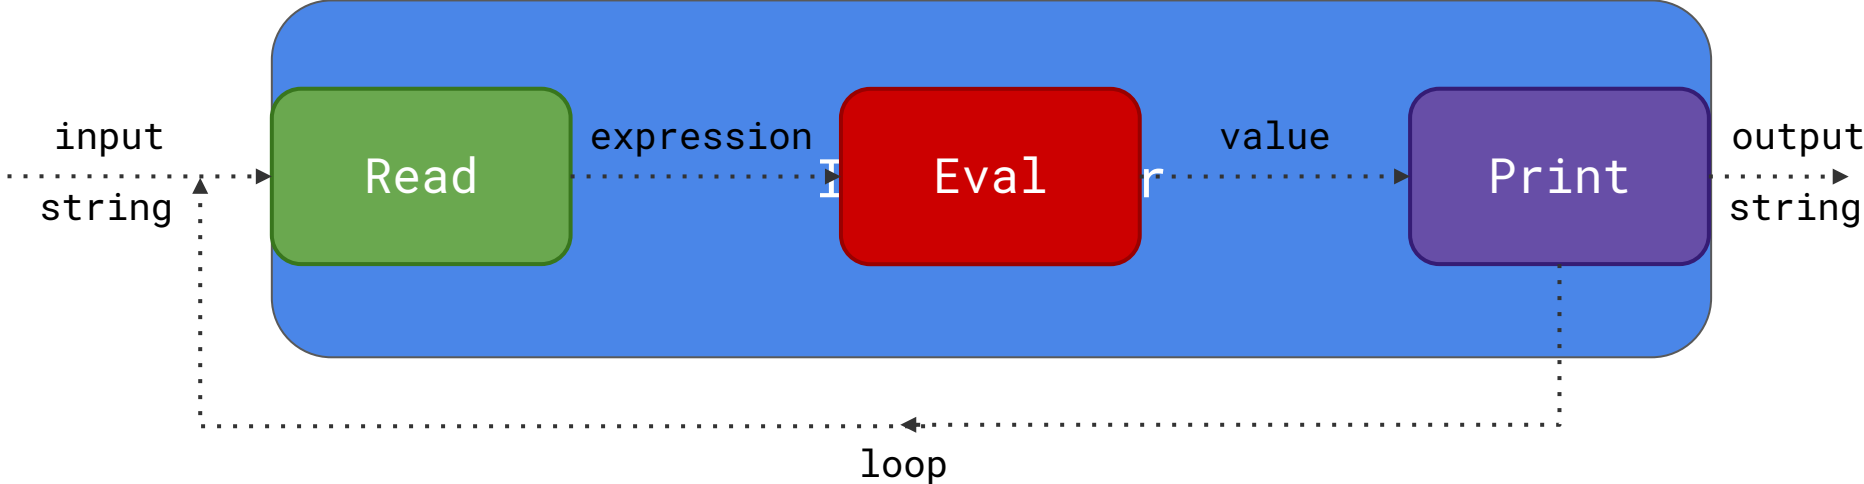 input
string
Read
expression
Eval
value
Print
output
string
loop